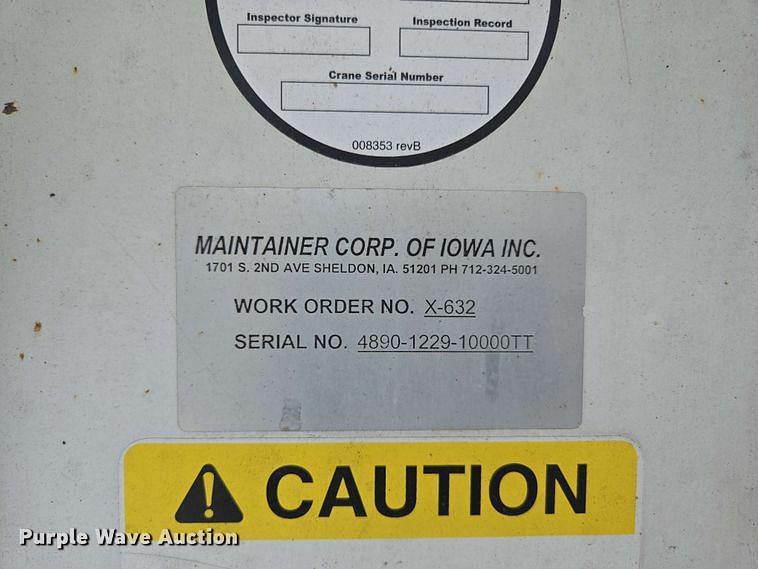 Inspector Signature Inspection Record
Crane Serial Number
008353 revB
MAINTAINER CORP. OF IOWA INC.
1701 S. 2ND AVE SHELDON, IA. 51201 PH 712-324-5001
WORK ORDER NO. X-632
SERIAL NO. 4890-1229-10000TT
CAUTION
Purple Wave Auction